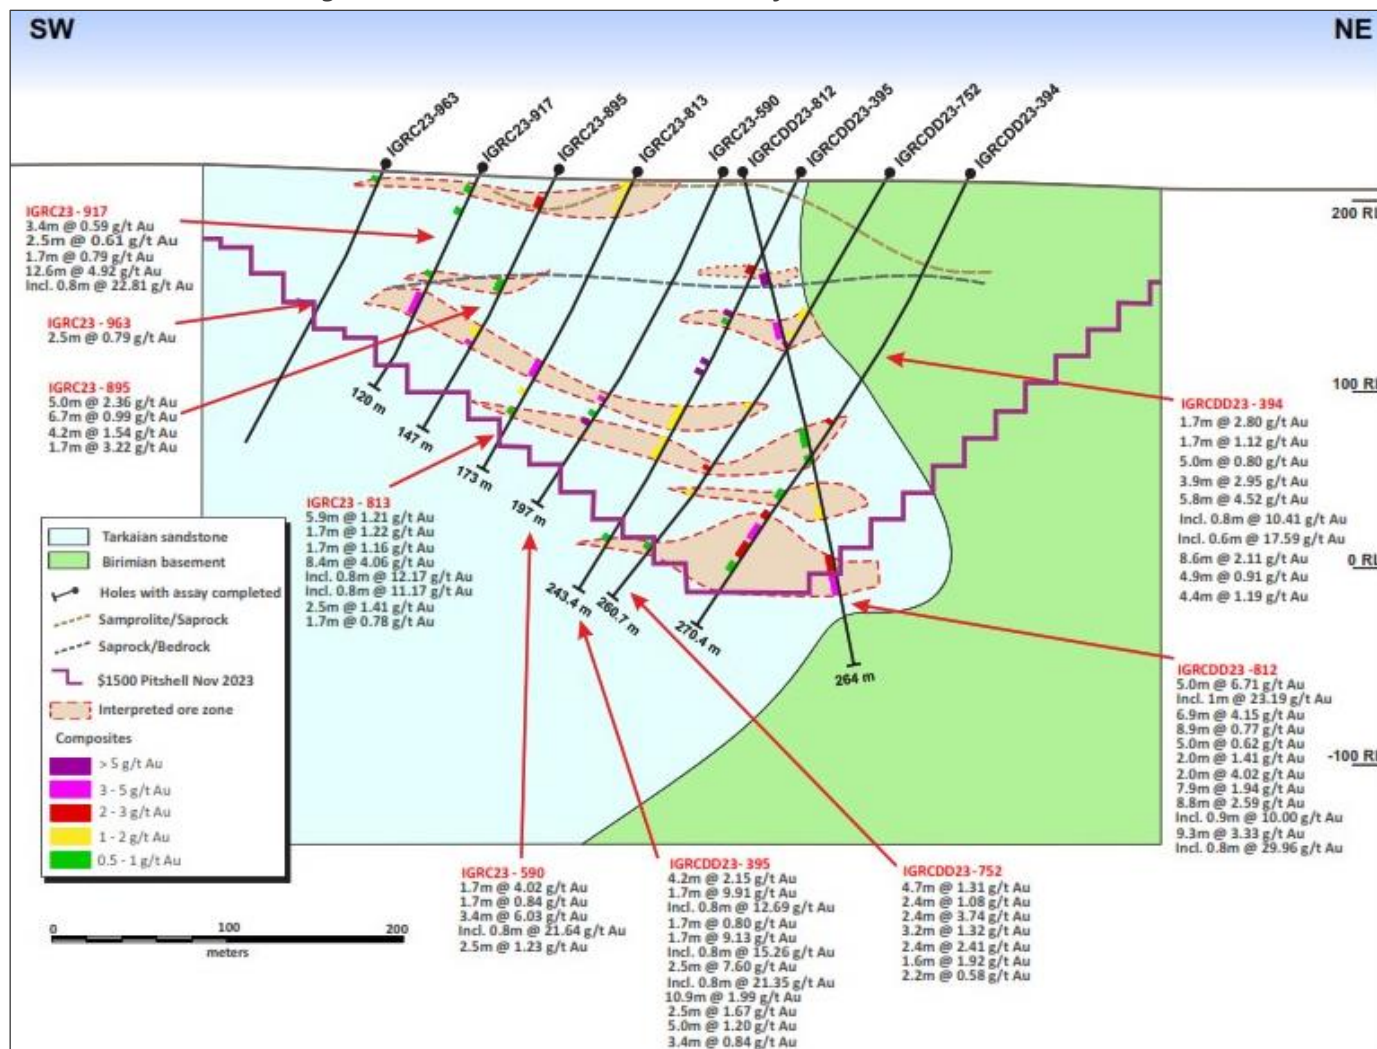 SW
NE
IGRC23-963
IGRC23-917
IGRC23-895
IGRC23-813
IGRC23-590
IGRCDD23-812
IGRCDD23-395
IGRCDD23-752
IGRCDD23-394
200 RL
100 RL
0 RL
-100 RL
IGRC23 - 917
3.4m @ 0.59 g/t Au
2.5m @ 0.61 g/t Au
1.7m @ 0.79 g/t Au
12.6m @ 4.92 g/t Au
Incl. 0.8m @ 22.81 g/t Au
IGRC23 - 963
2.5m @ 0.79 g/t Au
IGRC23 - 895
5.0m @ 2.36 g/t Au
6.7m @ 0.99 g/t Au
4.2m @ 1.54 g/t Au
1.7m @ 3.22 g/t Au
IGRC23 - 813
5.9m @ 1.21 g/t Au
1.7m @ 1.22 g/t Au
1.7m @ 1.16 g/t Au
8.4m @ 4.06 g/t Au
Incl. 0.8m @ 12.17 g/t Au
Incl. 0.8m @ 11.17 g/t Au
2.5m @ 1.41 g/t Au
1.7m @ 0.78 g/t Au
120 m
147 m
173 m
197 m
243.4 m
260.7 m
270.4 m
264 m
IGRCDD23 - 394
1.7m @ 2.80 g/t Au
1.7m @ 1.12 g/t Au
5.0m @ 0.80 g/t Au
3.9m @ 2.95 g/t Au
5.8m @ 4.52 g/t Au
Incl. 0.8m @ 10.41 g/t Au
Incl. 0.6m @ 17.59 g/t Au
8.6m @ 2.11 g/t Au
4.9m @ 0.91 g/t Au
4.4m @ 1.19 g/t Au
IGRCDD23 -812
5.0m @ 6.71 g/t Au
Incl. 1m @ 23.19 g/t Au
6.9m @ 4.15 g/t Au
8.9m @ 0.77 g/t Au
5.0m @ 0.62 g/t Au
2.0m @ 1.41 g/t Au
2.0m @ 4.02 g/t Au
7.9m @ 1.94 g/t Au
8.8m @ 2.59 g/t Au
Incl. 0.9m @ 10.00 g/t Au
9.3m @ 3.33 g/t Au
Incl. 0.8m @ 29.96 g/t Au
Tarkaian sandstone
Birimian basement
Holes with assay completed
Samprolite/Saprock
Saprock/Bedrock
$1500 Pitshell Nov 2023
Interpreted ore zone
Composites
> 5 g/t Au
3 - 5 g/t Au
2 - 3 g/t Au
1 - 2 g/t Au
0.5 - 1 g/t Au
0 100 200
meters
IGRC23 - 590
1.7m @ 4.02 g/t Au
1.7m @ 0.84 g/t Au
3.4m @ 6.03 g/t Au
Incl. 0.8m @ 21.64 g/t Au
2.5m @ 1.23 g/t Au
IGRCDD23- 395
4.2m @ 2.15 g/t Au
1.7m @ 9.91 g/t Au
Incl. 0.8m @ 12.69 g/t Au
1.7m @ 0.80 g/t Au
1.7m @ 9.13 g/t Au
Incl. 0.8m @ 15.26 g/t Au
2.5m @ 7.60 g/t Au
Incl. 0.8m @ 21.35 g/t Au
10.9m @ 1.99 g/t Au
2.5m @ 1.67 g/t Au
5.0m @ 1.20 g/t Au
3.4m @ 0.84 g/t Au
IGRCDD23 -752
4.7m @ 1.31 g/t Au
2.4m @ 1.08 g/t Au
2.4m @ 3.74 g/t Au
3.2m @ 1.32 g/t Au
2.4m @ 2.41 g/t Au
1.6m @ 1.92 g/t Au
2.2m @ 0.58 g/t Au